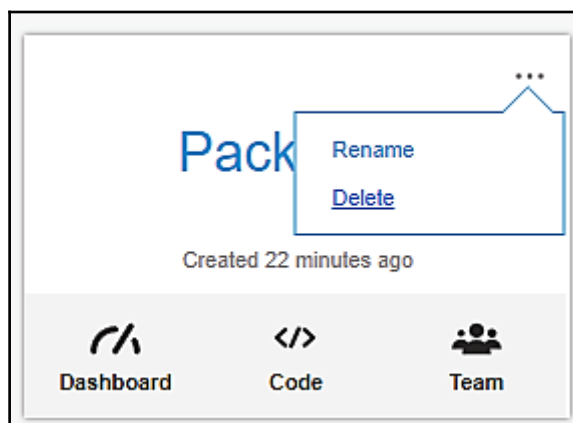 ...
Pack
Rename
Delete
Created 22 minutes ago
</>
Dashboard
Code
Team